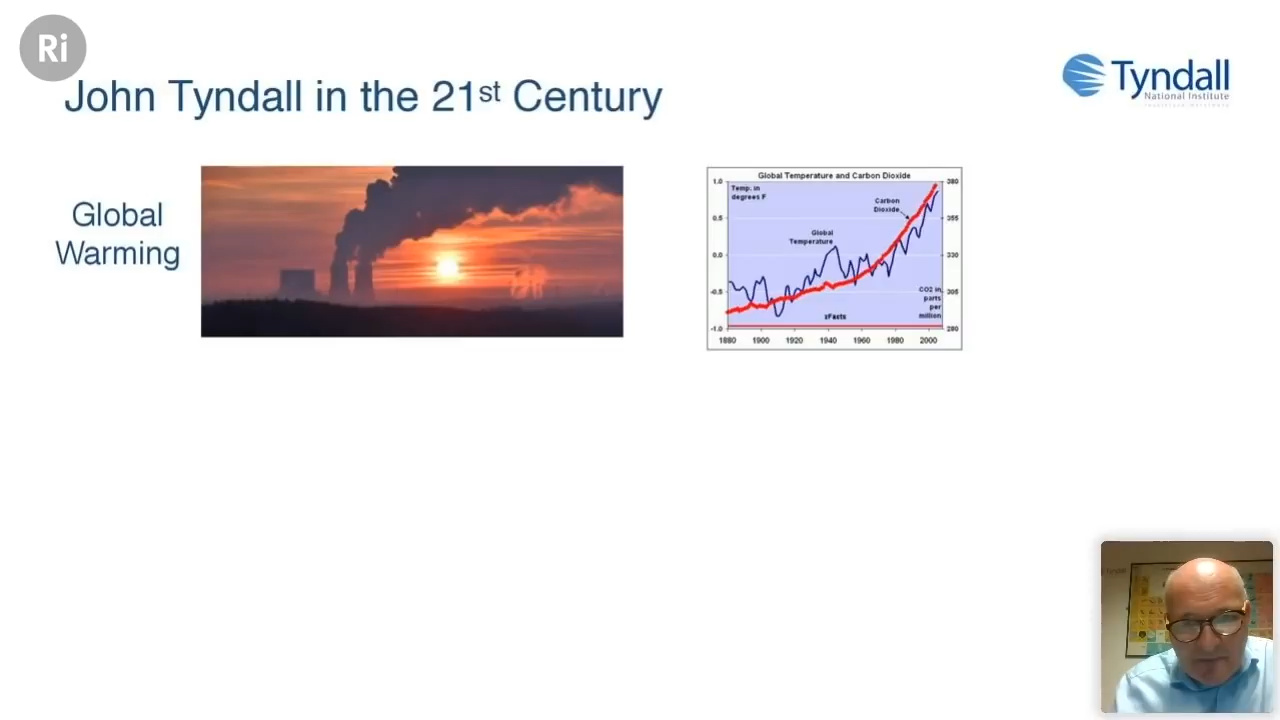 Ri
John Tyndall in the 21st Century
Tyndall
National Institute
Global
Warming
Global Temperature and Carbon Dioxide
1.0
0.5
0.0
-0.5
-1.0
Temp. in
degrees F
Carbon
Dioxide
Global
Temperature
CO2 in
parts
per
million
zFacts
380
355
330
305
280
1880 1900 1920 1940 1960 1980 2000